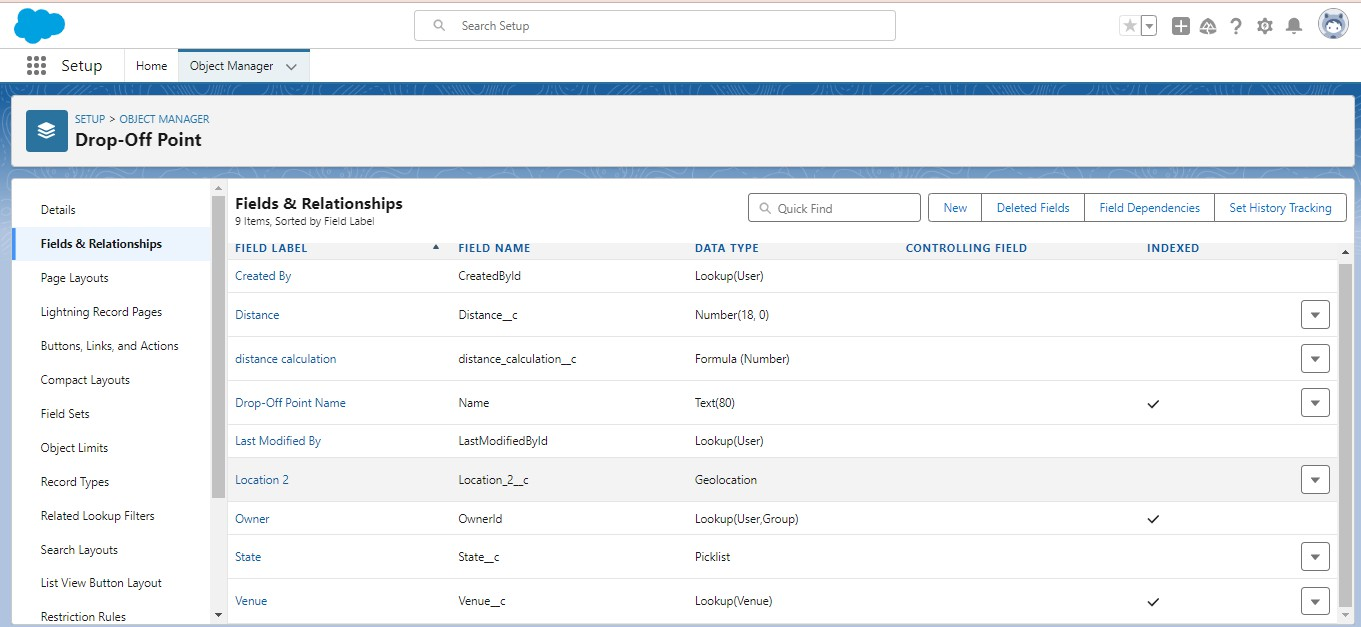 Search Setup
Setup
Home
Object Manager
SETUP > OBJECT MANAGER
Drop-Off Point
Details
Fields & Relationships
Page Layouts
Lightning Record Pages
Buttons, Links, and Actions
Compact Layouts
Field Sets
Object Limits
Record Types
Related Lookup Filters
Search Layouts
List View Button Layout
Restriction Rules
Fields & Relationships
9 Items, Sorted by Field Label
Quick Find
New
Deleted Fields
Field Dependencies
Set History Tracking
FIELD LABEL FIELD NAME DATA TYPE CONTROLLING FIELD INDEXED
Created By CreatedById Lookup(User)
Distance Distance__c Number(18, 0)
distance calculation distance_calculation__c Formula (Number)
Drop-Off Point Name Name Text(80)
Last Modified By LastModifiedById Lookup(User)
Location 2 Location_2__c Geolocation
Owner OwnerId Lookup(User,Group)
State State__c Picklist
Venue Venue__c Lookup(Venue)